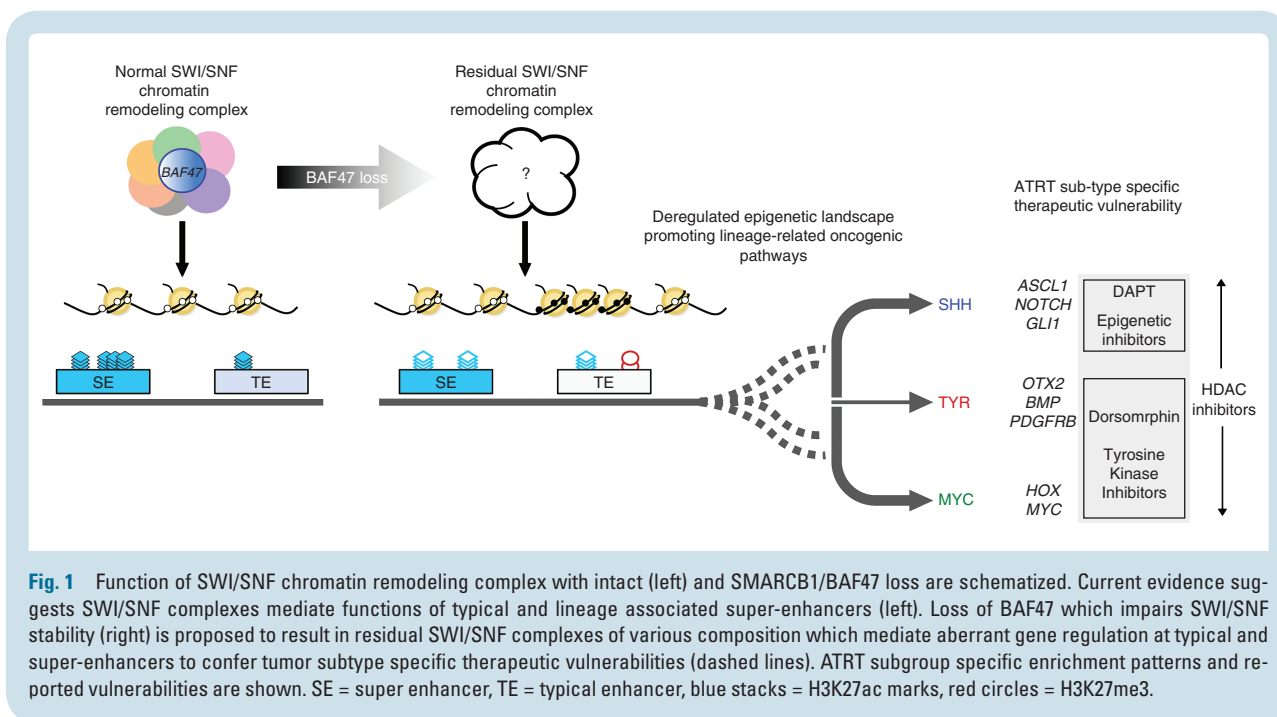 Normal SWI/SNF
chromatin
remodeling complex
BAF47
BAF47 loss
Residual SWI/SNF
chromatin
remodeling complex
?
SE
TE
SE
TE
Deregulated epigenetic landscape
promoting lineage-related oncogenic
pathways
ATRT sub-type specific
therapeutic vulnerability
SHH
ASCL1
NOTCH
GLI1
DAPT
Epigenetic
inhibitors
TYR
OTX2
BMP
PDGFRB
Dorsomrphin
Tyrosine
Kinase
Inhibitors
MYC
HOX
MYC
HDAC
inhibitors
Fig. 1 Function of SWI/SNF chromatin remodeling complex with intact (left) and SMARCB1/BAF47 loss are schematized. Current evidence sug-
gests SWI/SNF complexes mediate functions of typical and lineage associated super-enhancers (left). Loss of BAF47 which impairs SWI/SNF
stability (right) is proposed to result in residual SWI/SNF complexes of various composition which mediate aberrant gene regulation at typical and
super-enhancers to confer tumor subtype specific therapeutic vulnerabilities (dashed lines). ATRT subgroup specific enrichment patterns and re-
ported vulnerabilities are shown. SE = super enhancer, TE = typical enhancer, blue stacks = H3K27ac marks, red circles = H3K27me3.